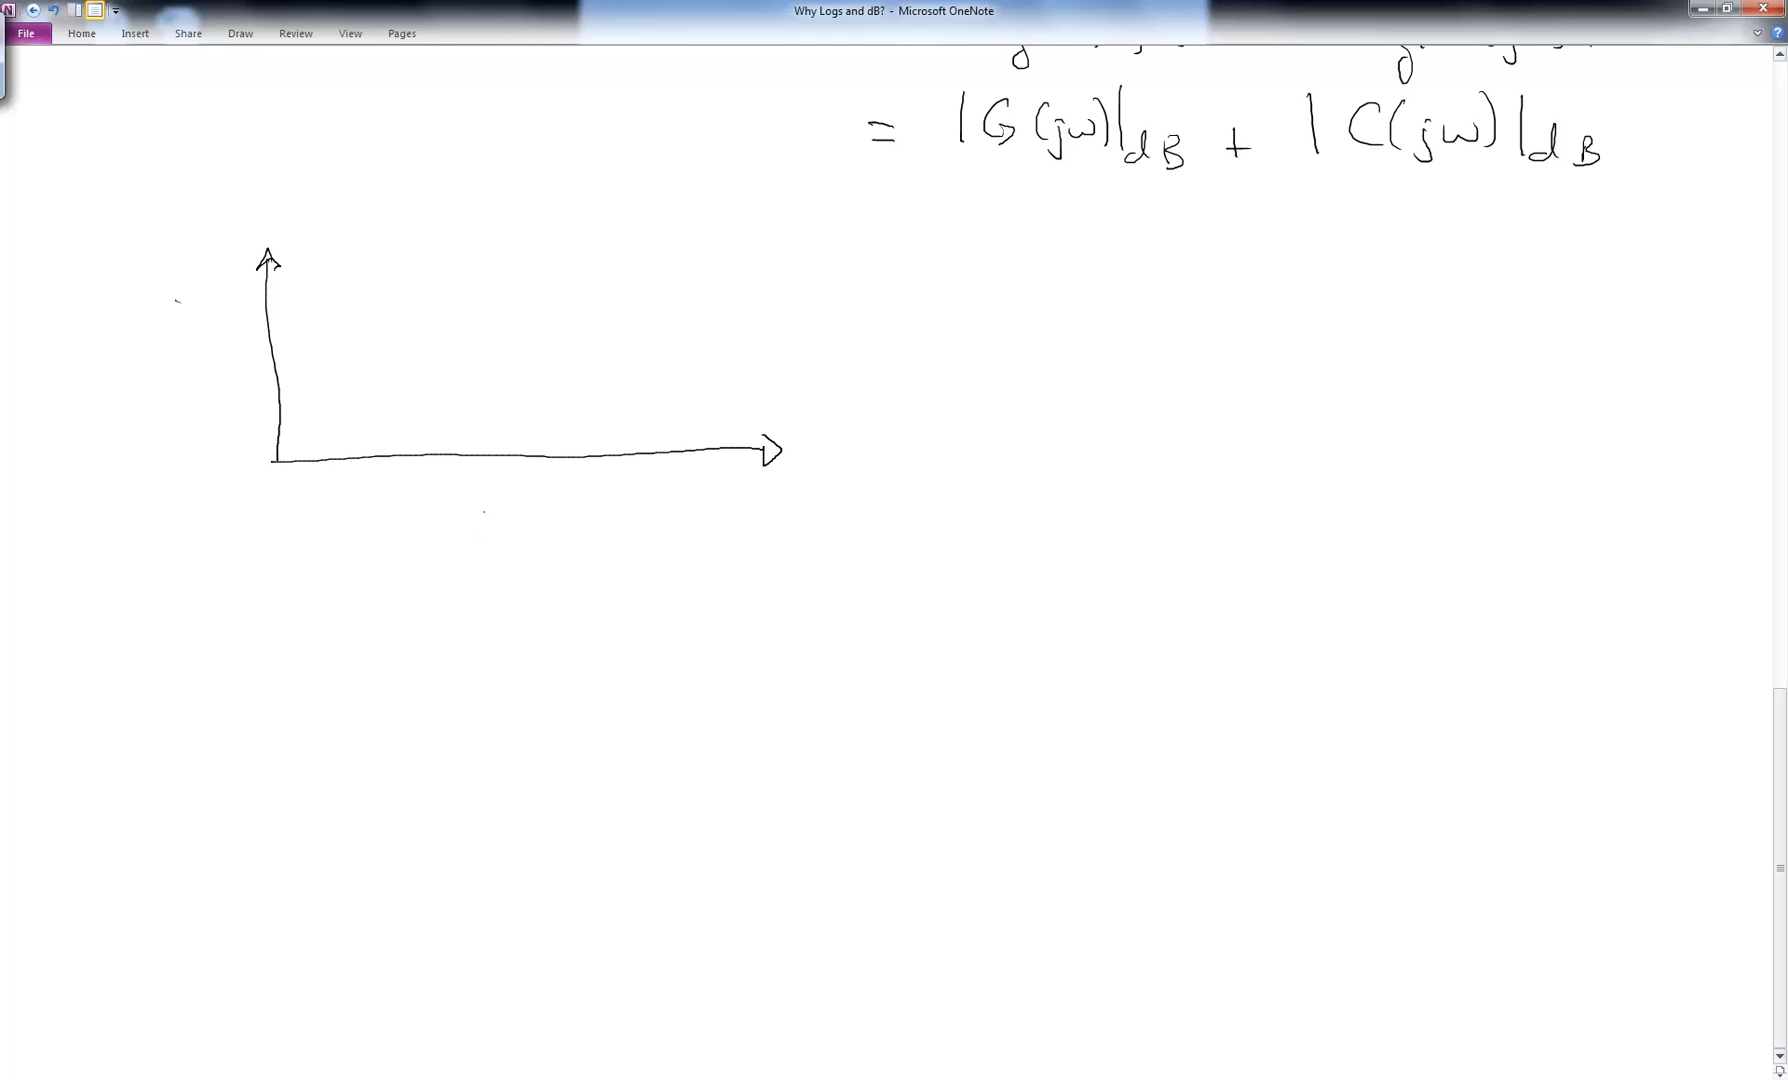 Why Logs and dB? - Microsoft OneNote
File Home Insert Share Draw Review View Pages
= |G(jω)|dB + |C(jω)|dB